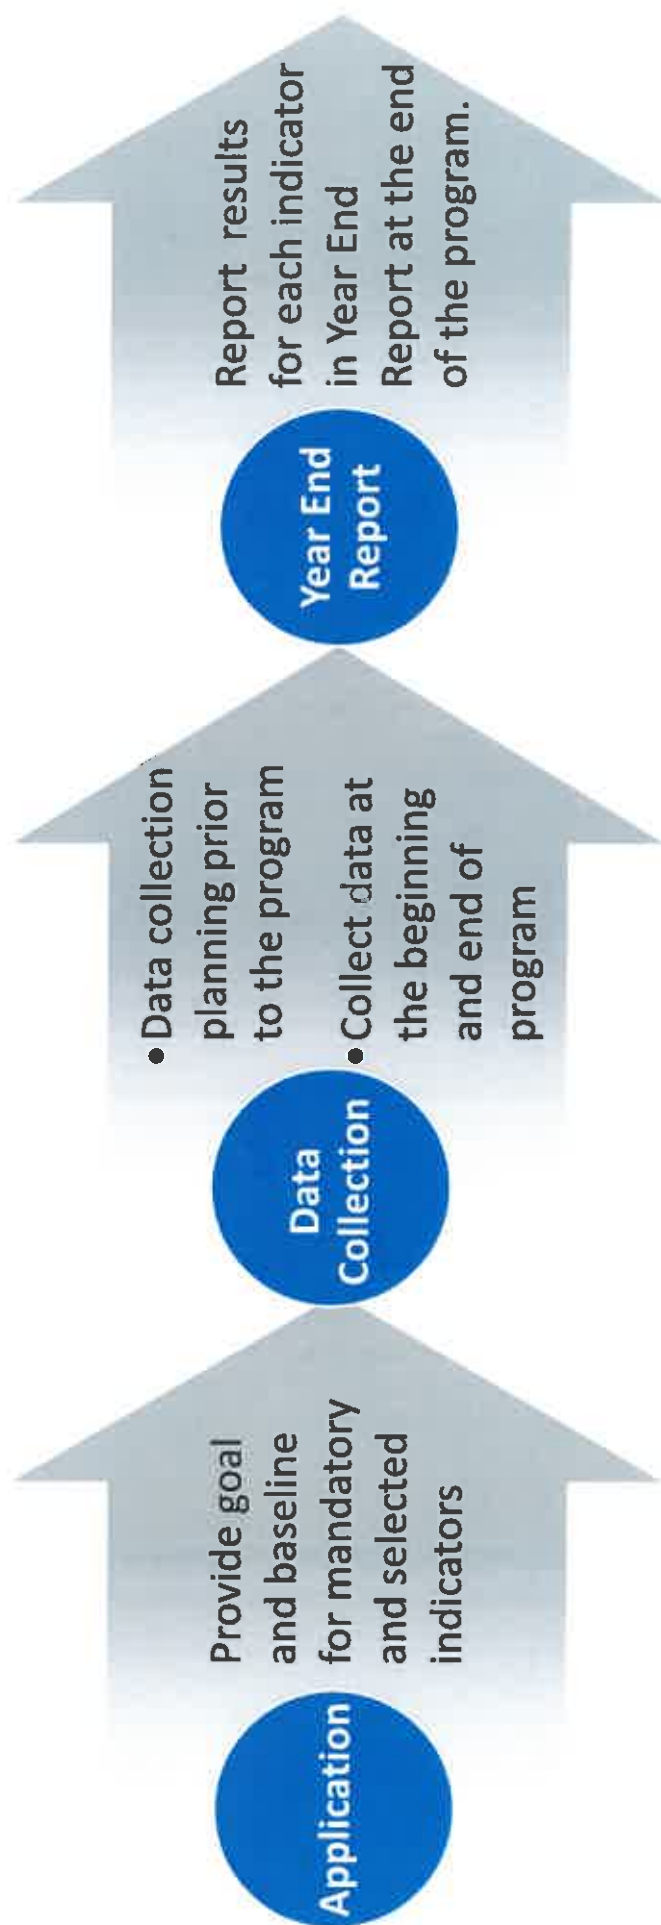 Application
Provide goal
and baseline
for mandatory
and selected
indicators
Data
Collection
• Data collection
planning prior
to the program
• Collect data at
the beginning
and end of
program
Year End
Report
Report results
for each indicator
in Year End
Report at the end
of the program.